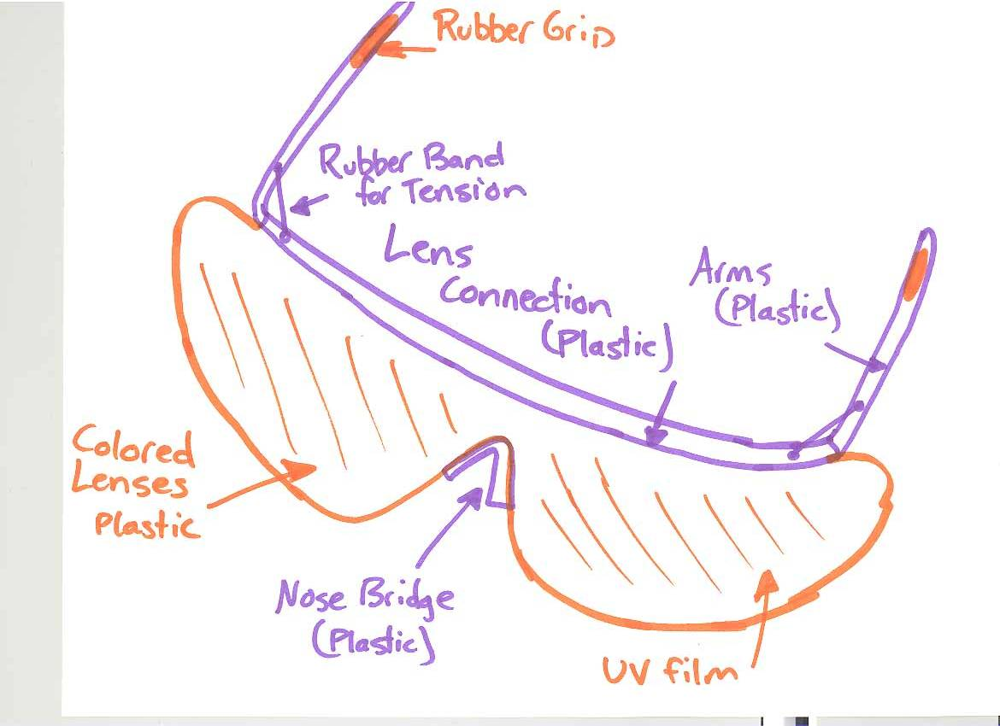 Rubber Grip
Rubber Band
for Tension
Lens
Connection
(Plastic)
Arms
(Plastic)
Colored
Lenses
Plastic
Nose Bridge
(Plastic)
UV film